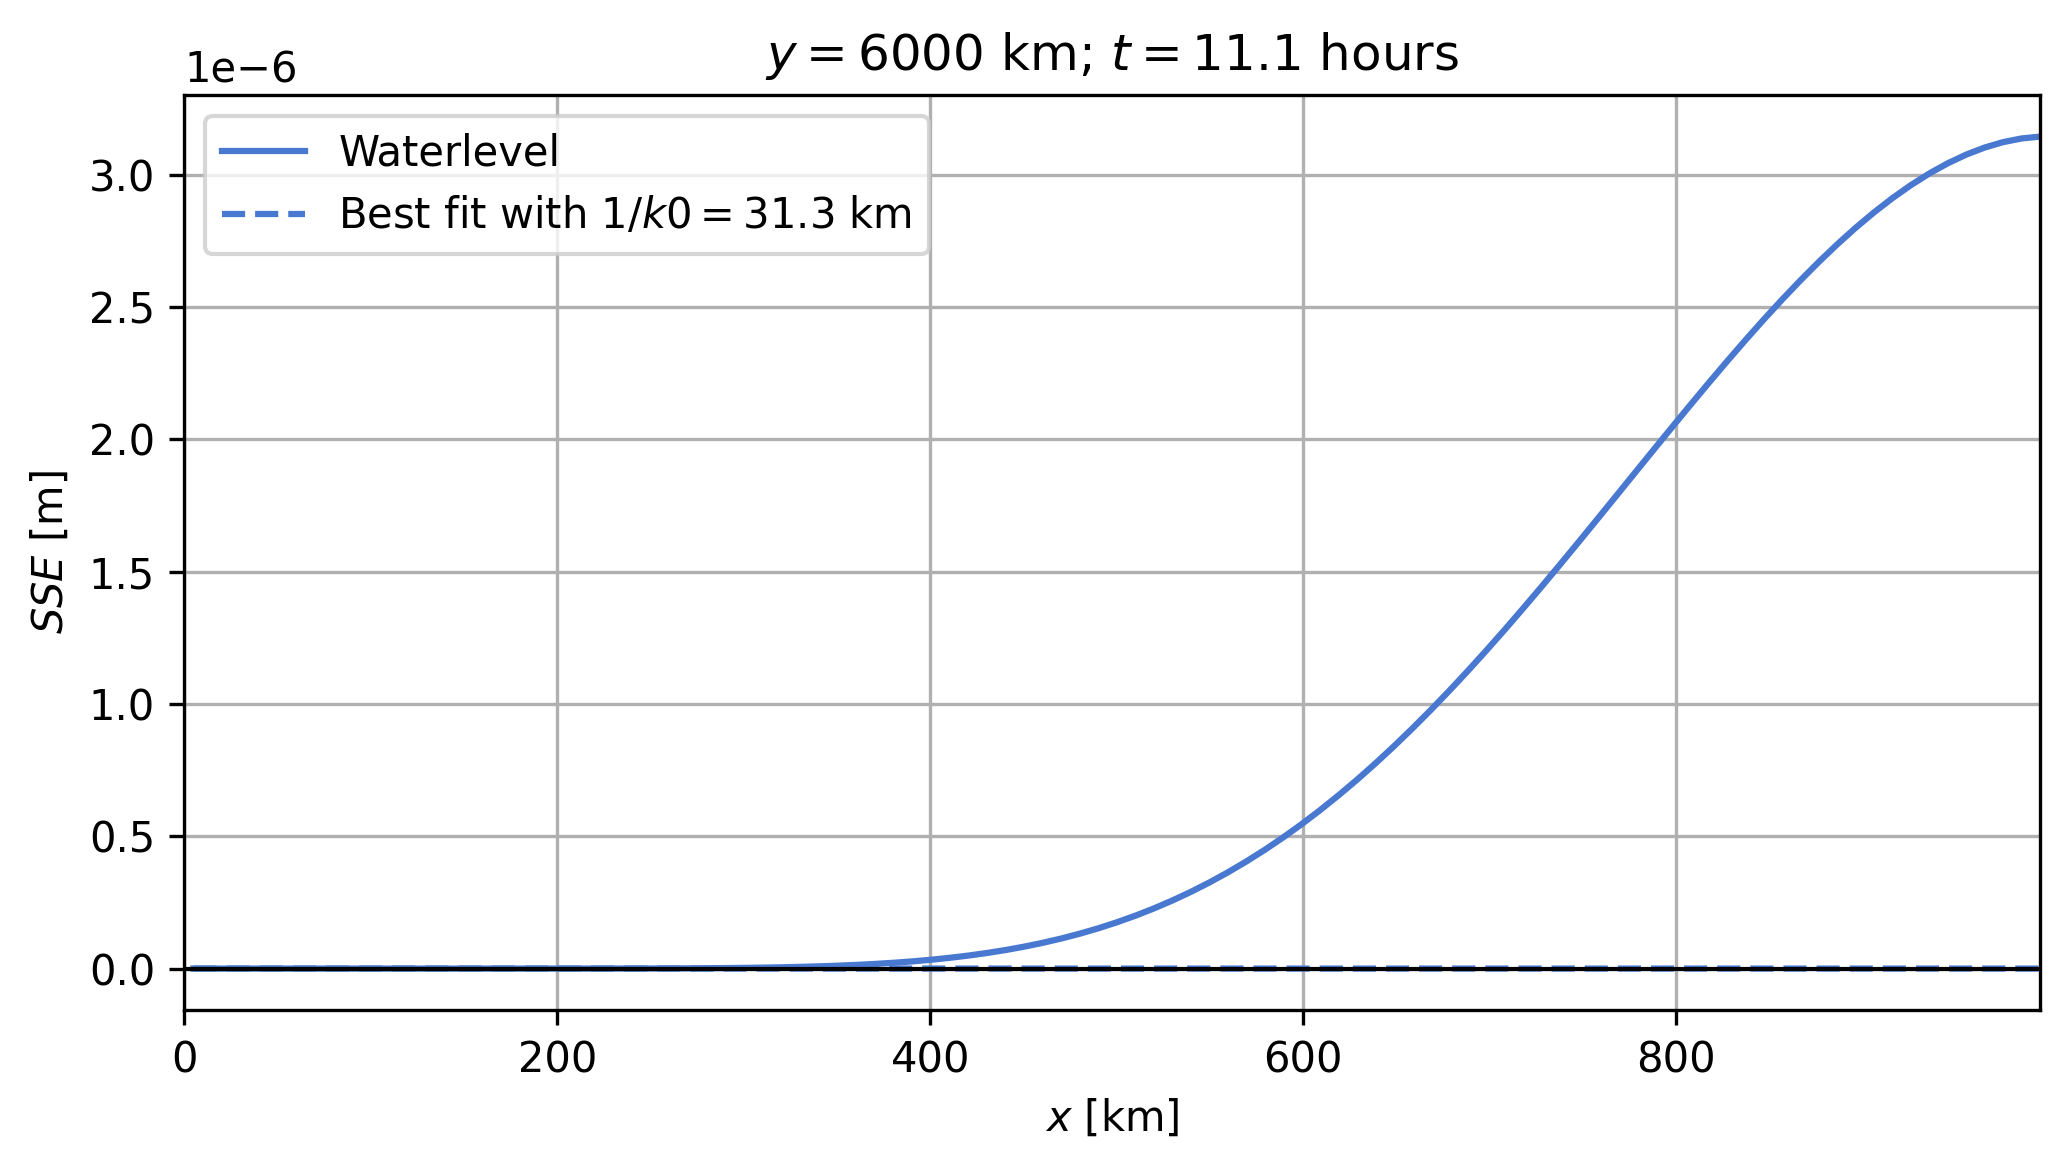 y = 6000 km; t = 11.1 hours
1e−6
Waterlevel
Best fit with 1/k0 = 31.3 km
3.0
2.5
2.0
1.5
1.0
0.5
0.0
SSE [m]
0 200 400 600 800
x [km]